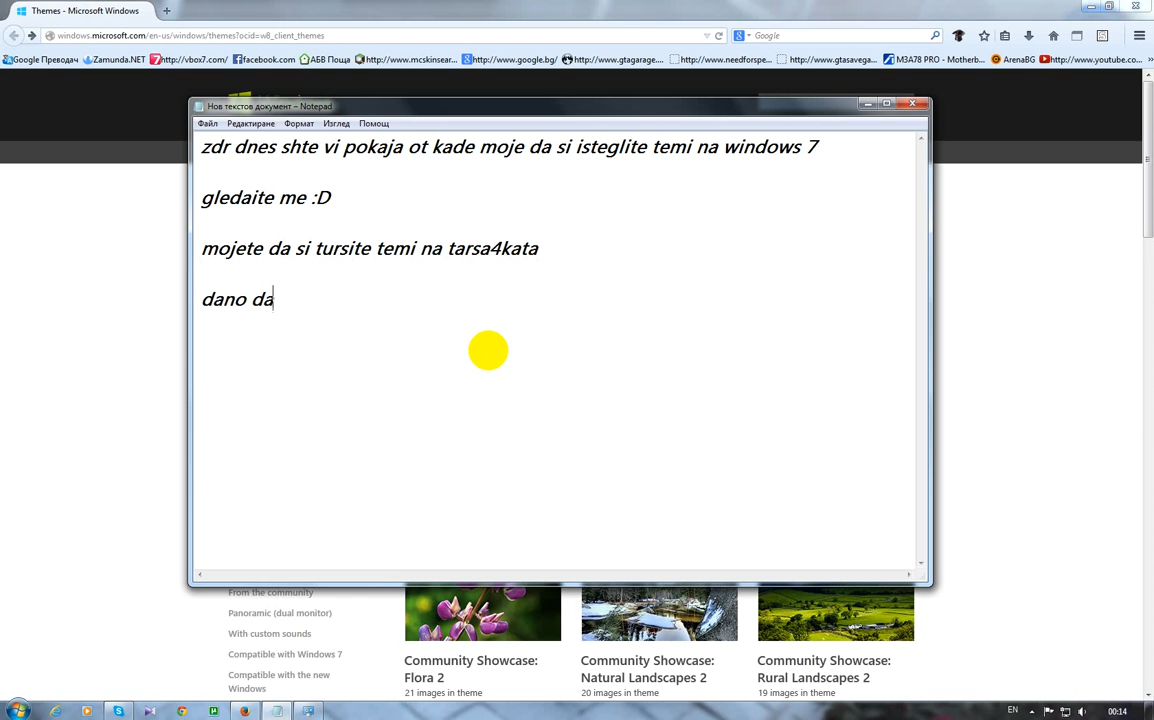 Themes - Microsoft Windows
windows.microsoft.com/en-us/windows/themes?ocid=w8_client_themes
Google
Google Преводач
Zamunda.NET
http://vbox7.com/
facebook.com
АБВ Поща
http://www.mcskinsear...
http://www.google.bg/
http://www.gtagarage....
http://www.needforspe...
http://www.gtasavega...
M3A78 PRO - Motherb...
ArenaBG
http://www.youtube.co...
Нов текстов документ – Notepad
Файл Редактиране Формат Изглед Помощ
zdr dnes shte vi pokaja ot kade moje da si isteglite temi na windows 7
gledaite me :D
mojete da si tursite temi na tarsa4kata
dano da
From the community
Panoramic (dual monitor)
With custom sounds
Compatible with Windows 7
Compatible with the new
Windows
Community Showcase:
Flora 2
21 images in theme
Community Showcase:
Natural Landscapes 2
20 images in theme
Community Showcase:
Rural Landscapes 2
19 images in theme
EN
00:14